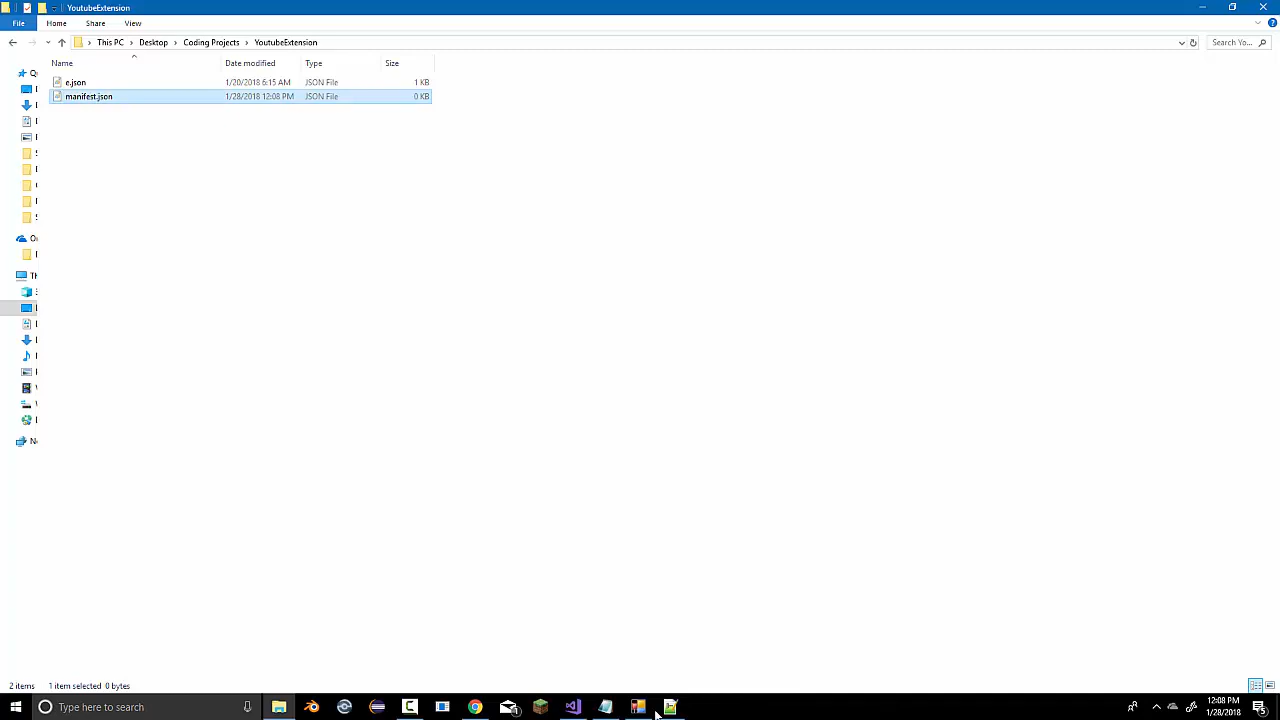 YoutubeExtension
File Home Share View
This PC Desktop Coding Projects YoutubeExtension
Search Yo...
Name Date modified Type Size
e.json 1/20/2018 6:15 AM JSON File 1 KB
manifest.json 1/28/2018 12:08 PM JSON File 0 KB
2 items 1 item selected 0 bytes
Type here to search
12:08 PM
1/28/2018